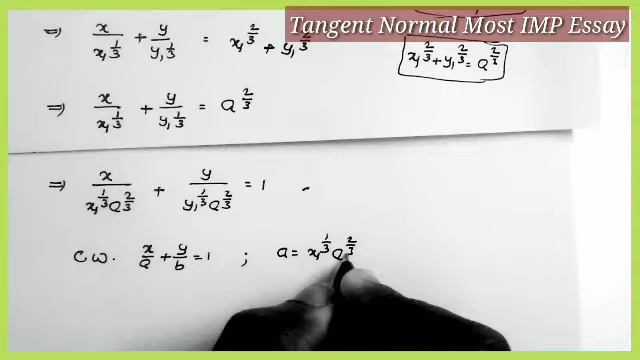 Tangent Normal Most IMP Essay
⇒ x/x₁^(1/3) + y/y₁^(1/3) = x₁^(2/3) + y₁^(2/3)
x₁^(2/3) + y₁^(2/3) = a^(2/3)
⇒ x/x₁^(1/3) + y/y₁^(1/3) = a^(2/3)
⇒ x/(x₁^(1/3) a^(2/3)) + y/(y₁^(1/3) a^(2/3)) = 1
C.W. x/a + y/b = 1 ; a = x₁^(1/3) a^(2/3)